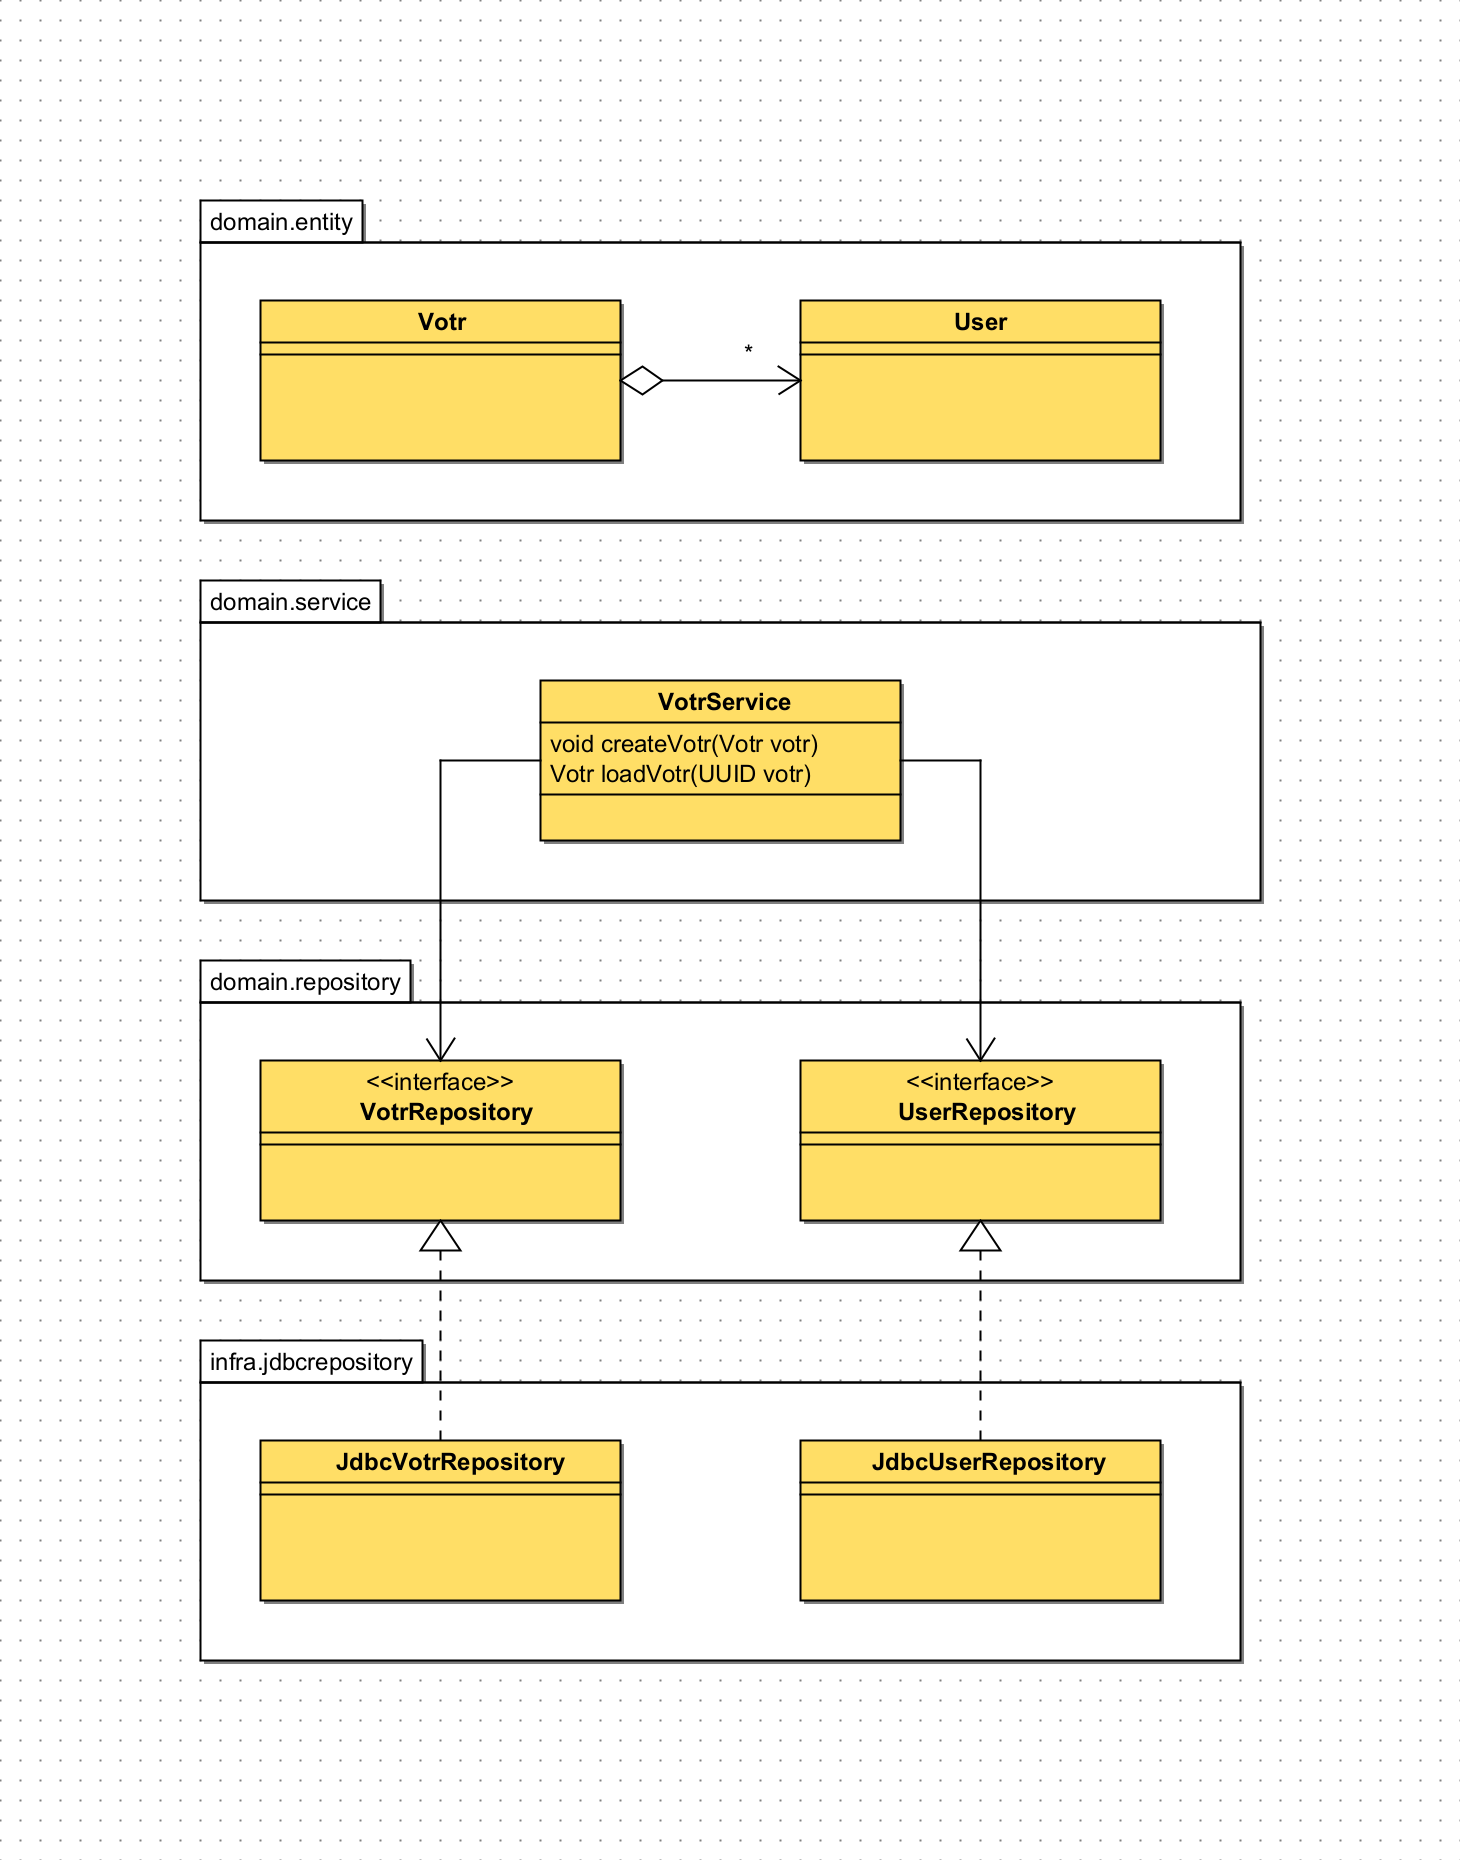 domain.entity
Votr
User
*
domain.service
VotrService
void createVotr(Votr votr)
Votr loadVotr(UUID votr)
domain.repository
<<interface>>
VotrRepository
<<interface>>
UserRepository
infra.jdbcrepository
JdbcVotrRepository
JdbcUserRepository